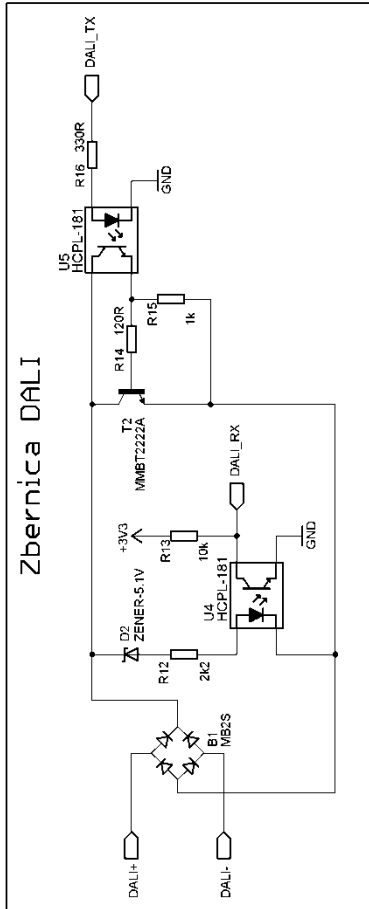 Zbernica DALI
DALI+
DALI-
B1
MB2S
D2
ZENER-5.1V
R12
2k2
U4
HCPL-181
+3V3
R13
10k
DALI_RX
GND
T2
MMBT2222A
R14
120R
R15
1k
U5
HCPL-181
GND
R16
330R
DALI_TX